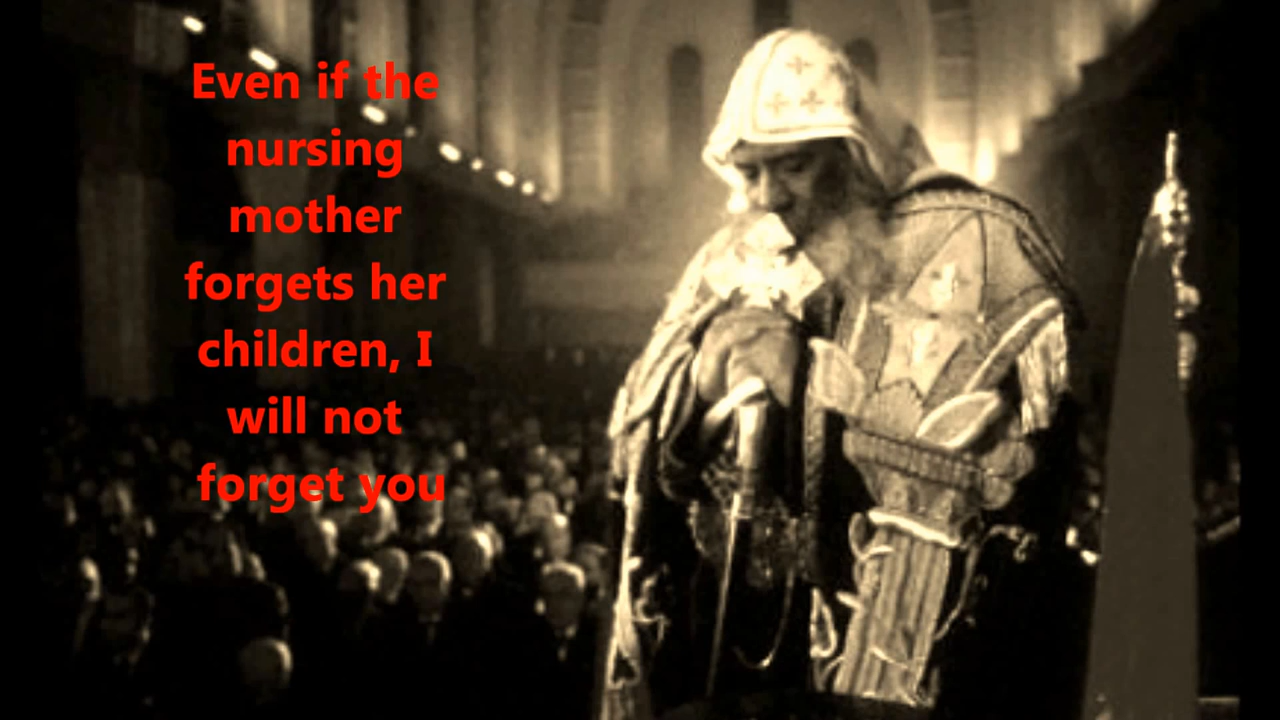 Even if the
nursing
mother
forgets her
children, I
will not
forget you